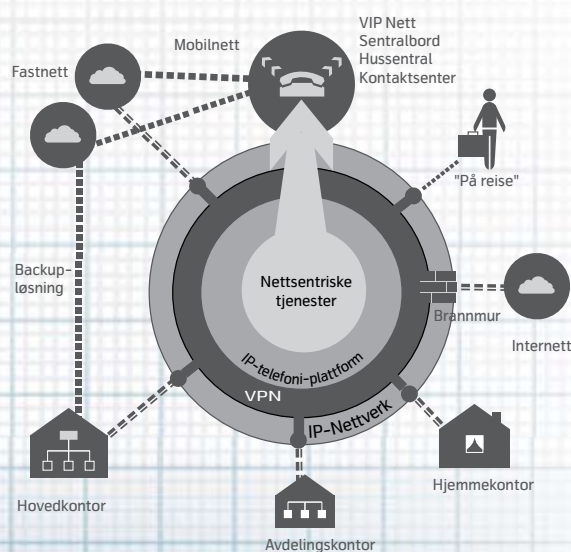 VIP Nett
Sentralbord
Hussentral
Kontaktsenter
Mobilnett
Fastnett
"På reise"
Backup-
løsning
Nettsentriske
tjenester
Brannmur
Internett
IP-telefoni-plattform
VPN
IP-Nettverk
Hovedkontor
Hjemmekontor
Avdelingskontor